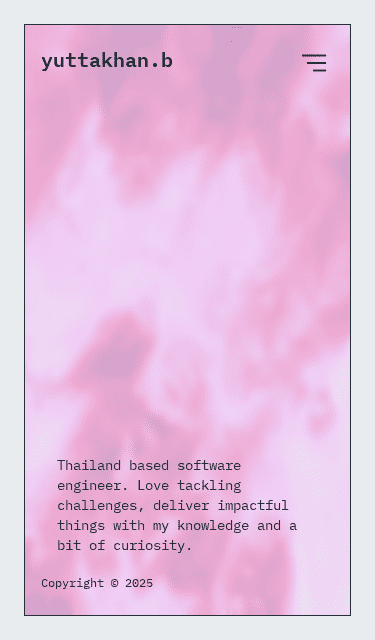 yuttakhan.b
Thailand based software
engineer. Love tackling
challenges, deliver impactful
things with my knowledge and a
bit of curiosity.
Copyright © 2025